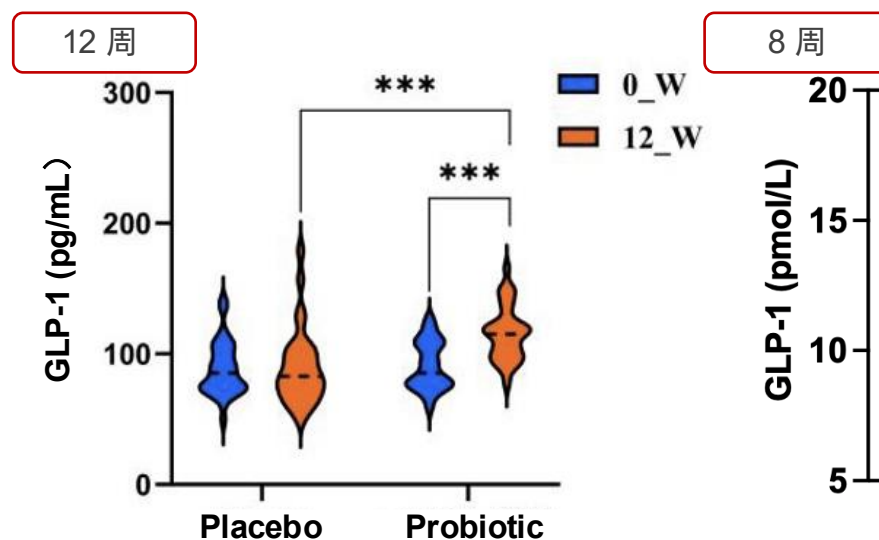 12 周
GLP-1 (pg/mL)
300
200
100
0
***
***
0_W
12_W
Placebo
Probiotic
8 周
GLP-1 (pmol/L)
20
15
10
5